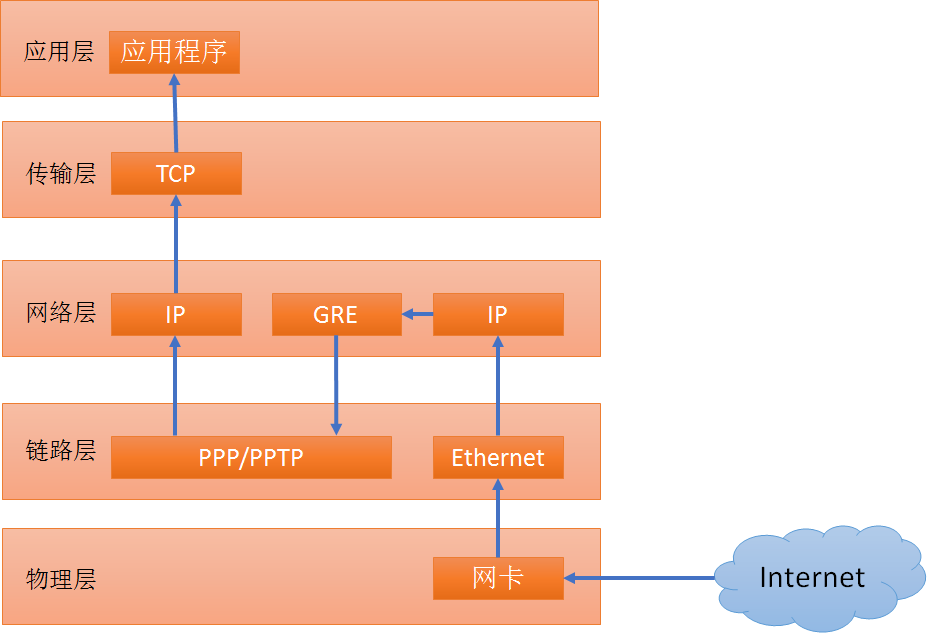 应用层 应用程序
传输层 TCP
网络层 IP GRE IP
链路层 PPP/PPTP Ethernet
物理层 网卡 Internet